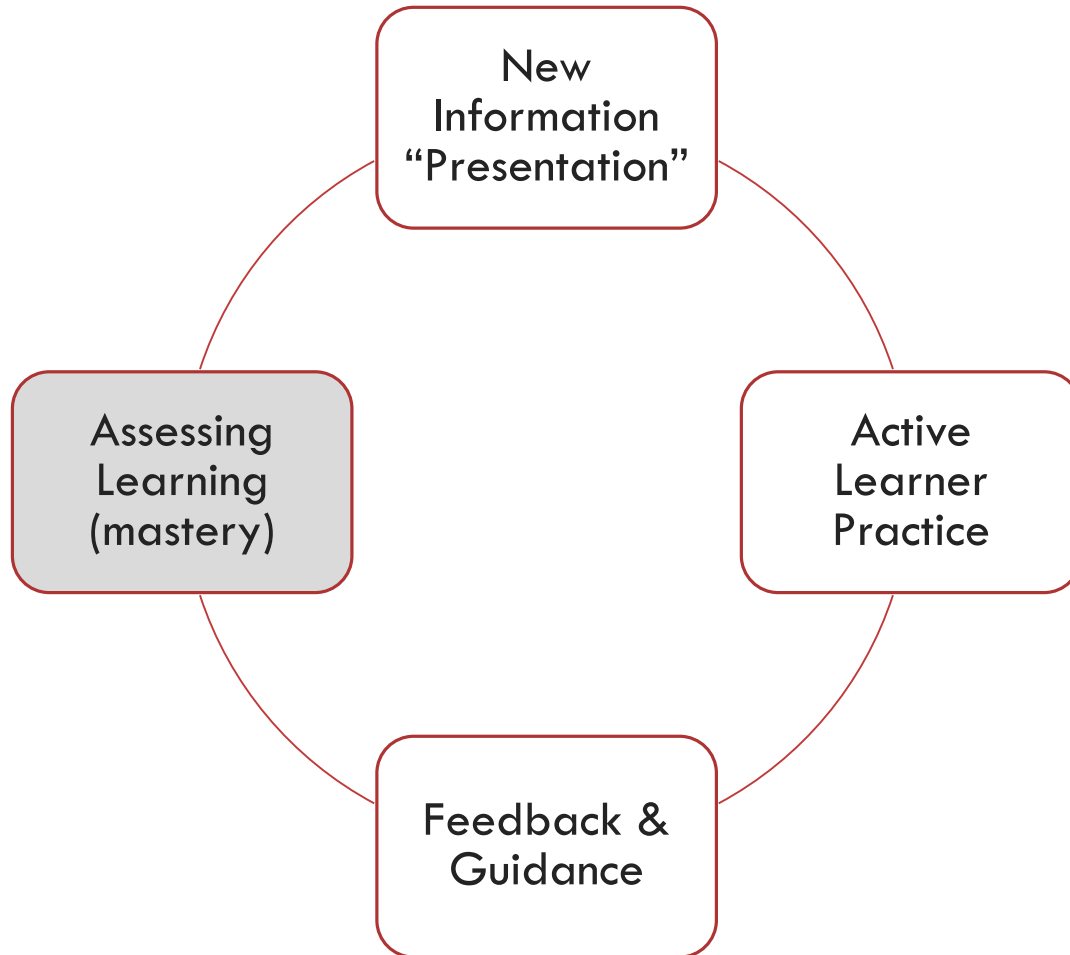 New
Information
“Presentation”
Active
Learner
Practice
Feedback &
Guidance
Assessing
Learning
(mastery)